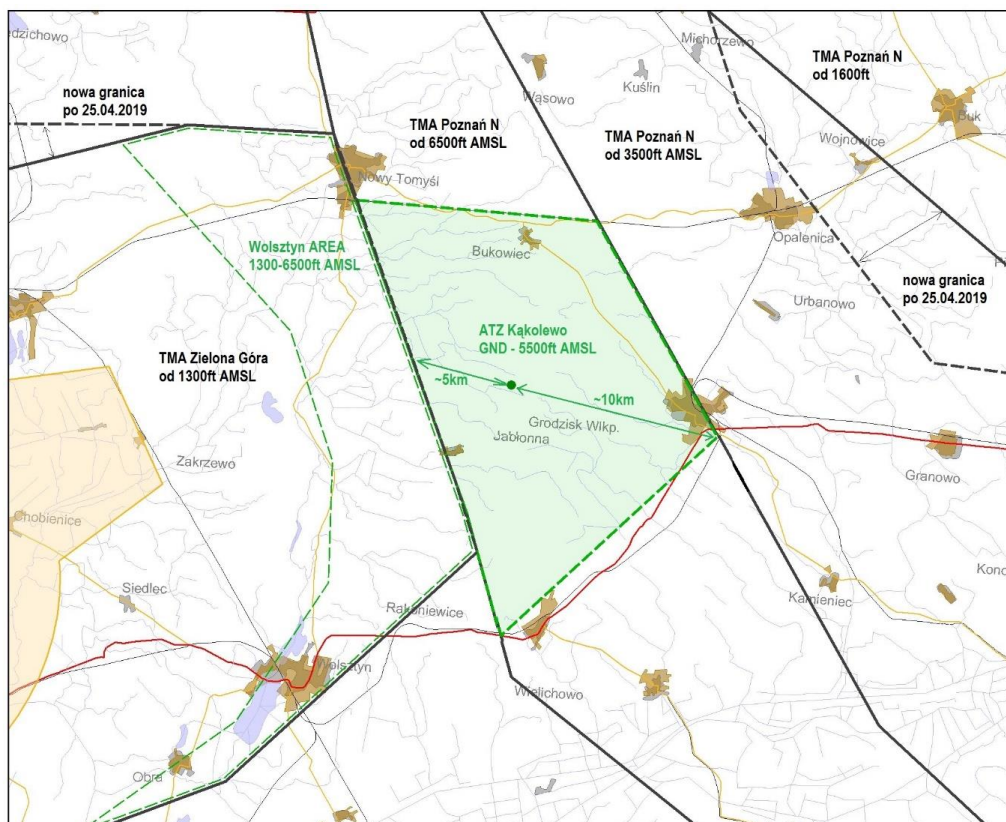 edzichowo
Michorzewo
TMA Poznań N
od 1600ft
nowa granica
po 25.04.2019
Wąsowo
Kuślin
Buk
TMA Poznań N
od 6500ft AMSL
TMA Poznań N
od 3500ft AMSL
Wojnowice
Nowy Tomyśl
Opalenica
Wolsztyn AREA
1300-6500ft AMSL
Bukowiec
nowa granica
po 25.04.2019
Urbanowo
ATZ Kąkolewo
GND - 5500ft AMSL
TMA Zielona Góra
od 1300ft AMSL
~5km
~10km
Grodzisk Wlkp.
Jabłonna
Zakrzewo
Granowo
Chobienice
Siedlec
Kono
Kamieniec
Rakoniewice
Wolsztyn
Wielichowo
Obra